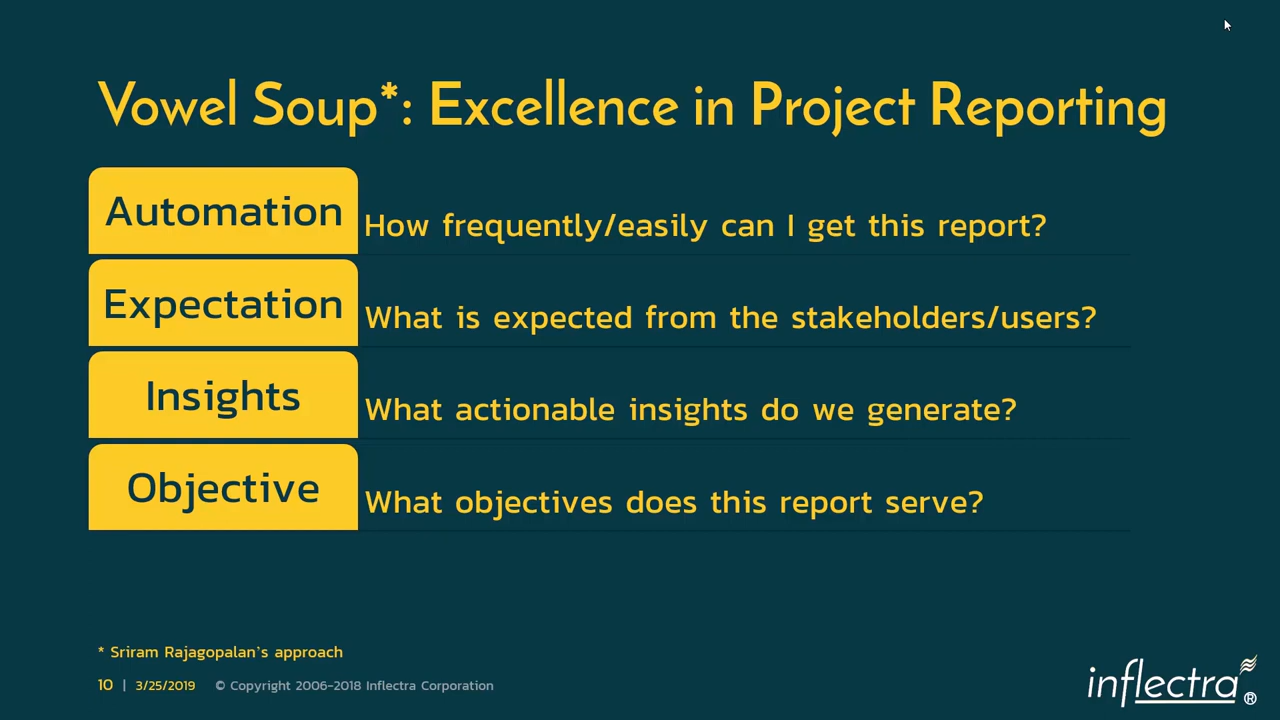 Vowel Soup*: Excellence in Project Reporting
Automation
How frequently/easily can I get this report?
Expectation
What is expected from the stakeholders/users?
Insights
What actionable insights do we generate?
Objective
What objectives does this report serve?
* Sriram Rajagopalan's approach
10 | 3/25/2019 © Copyright 2006-2018 Inflectra Corporation
inflectra®